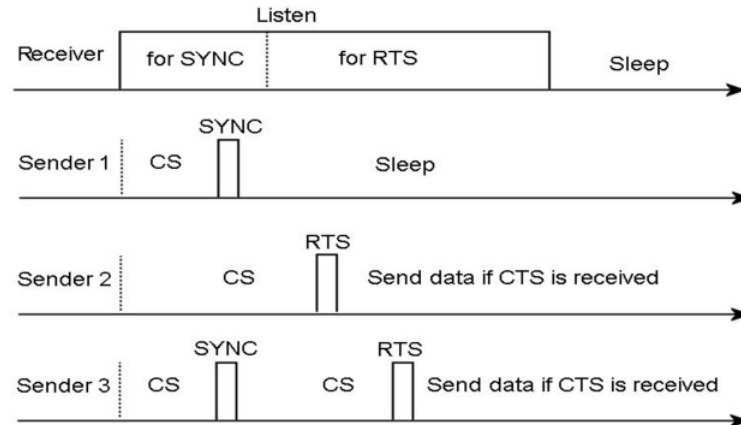 Listen
Receiver for SYNC for RTS Sleep
SYNC
Sender 1 CS Sleep
RTS
Sender 2 CS Send data if CTS is received
SYNC RTS
Sender 3 CS CS Send data if CTS is received